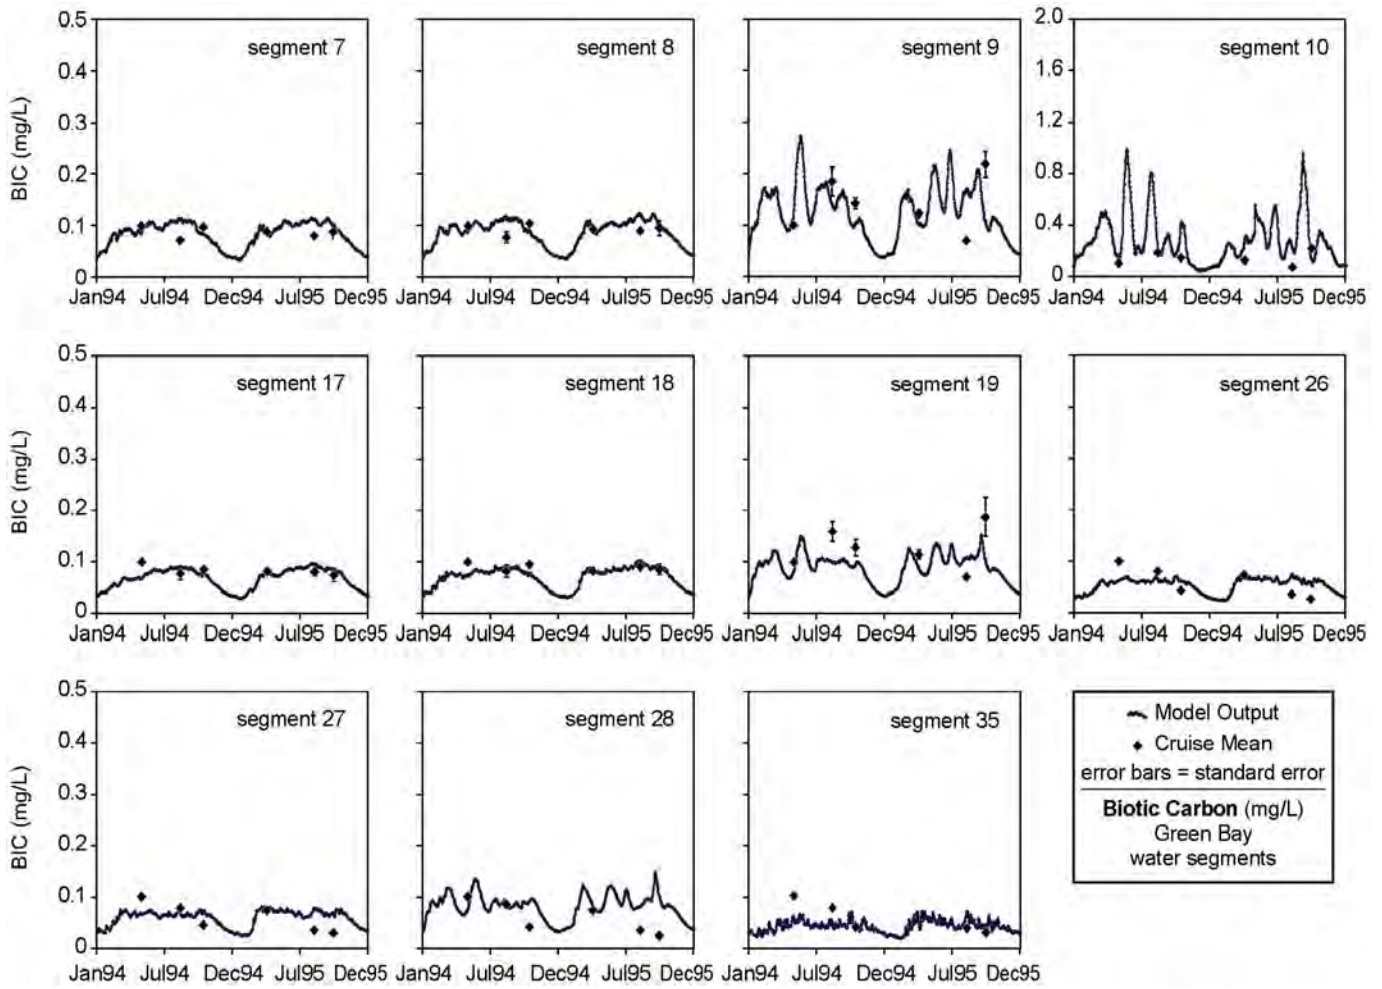 0.5
0.4
0.3
0.2
0.1
0
BIC (mg/L)
segment 7
Jan94 Jul94 Dec94 Jul95 Dec95
segment 8
Jan94 Jul94 Dec94 Jul95 Dec95
segment 9
Jan94 Jul94 Dec94 Jul95 Dec95
2.0
1.6
1.2
0.8
0.4
0
segment 10
Jan94 Jul94 Dec94 Jul95 Dec95
0.5
0.4
0.3
0.2
0.1
0
BIC (mg/L)
segment 17
Jan94 Jul94 Dec94 Jul95 Dec95
segment 18
Jan94 Jul94 Dec94 Jul95 Dec95
segment 19
Jan94 Jul94 Dec94 Jul95 Dec95
segment 26
Jan94 Jul94 Dec94 Jul95 Dec95
0.5
0.4
0.3
0.2
0.1
0
BIC (mg/L)
segment 27
Jan94 Jul94 Dec94 Jul95 Dec95
segment 28
Jan94 Jul94 Dec94 Jul95 Dec95
segment 35
Jan94 Jul94 Dec94 Jul95 Dec95
Model Output
Cruise Mean
error bars = standard error
Biotic Carbon (mg/L)
Green Bay
water segments